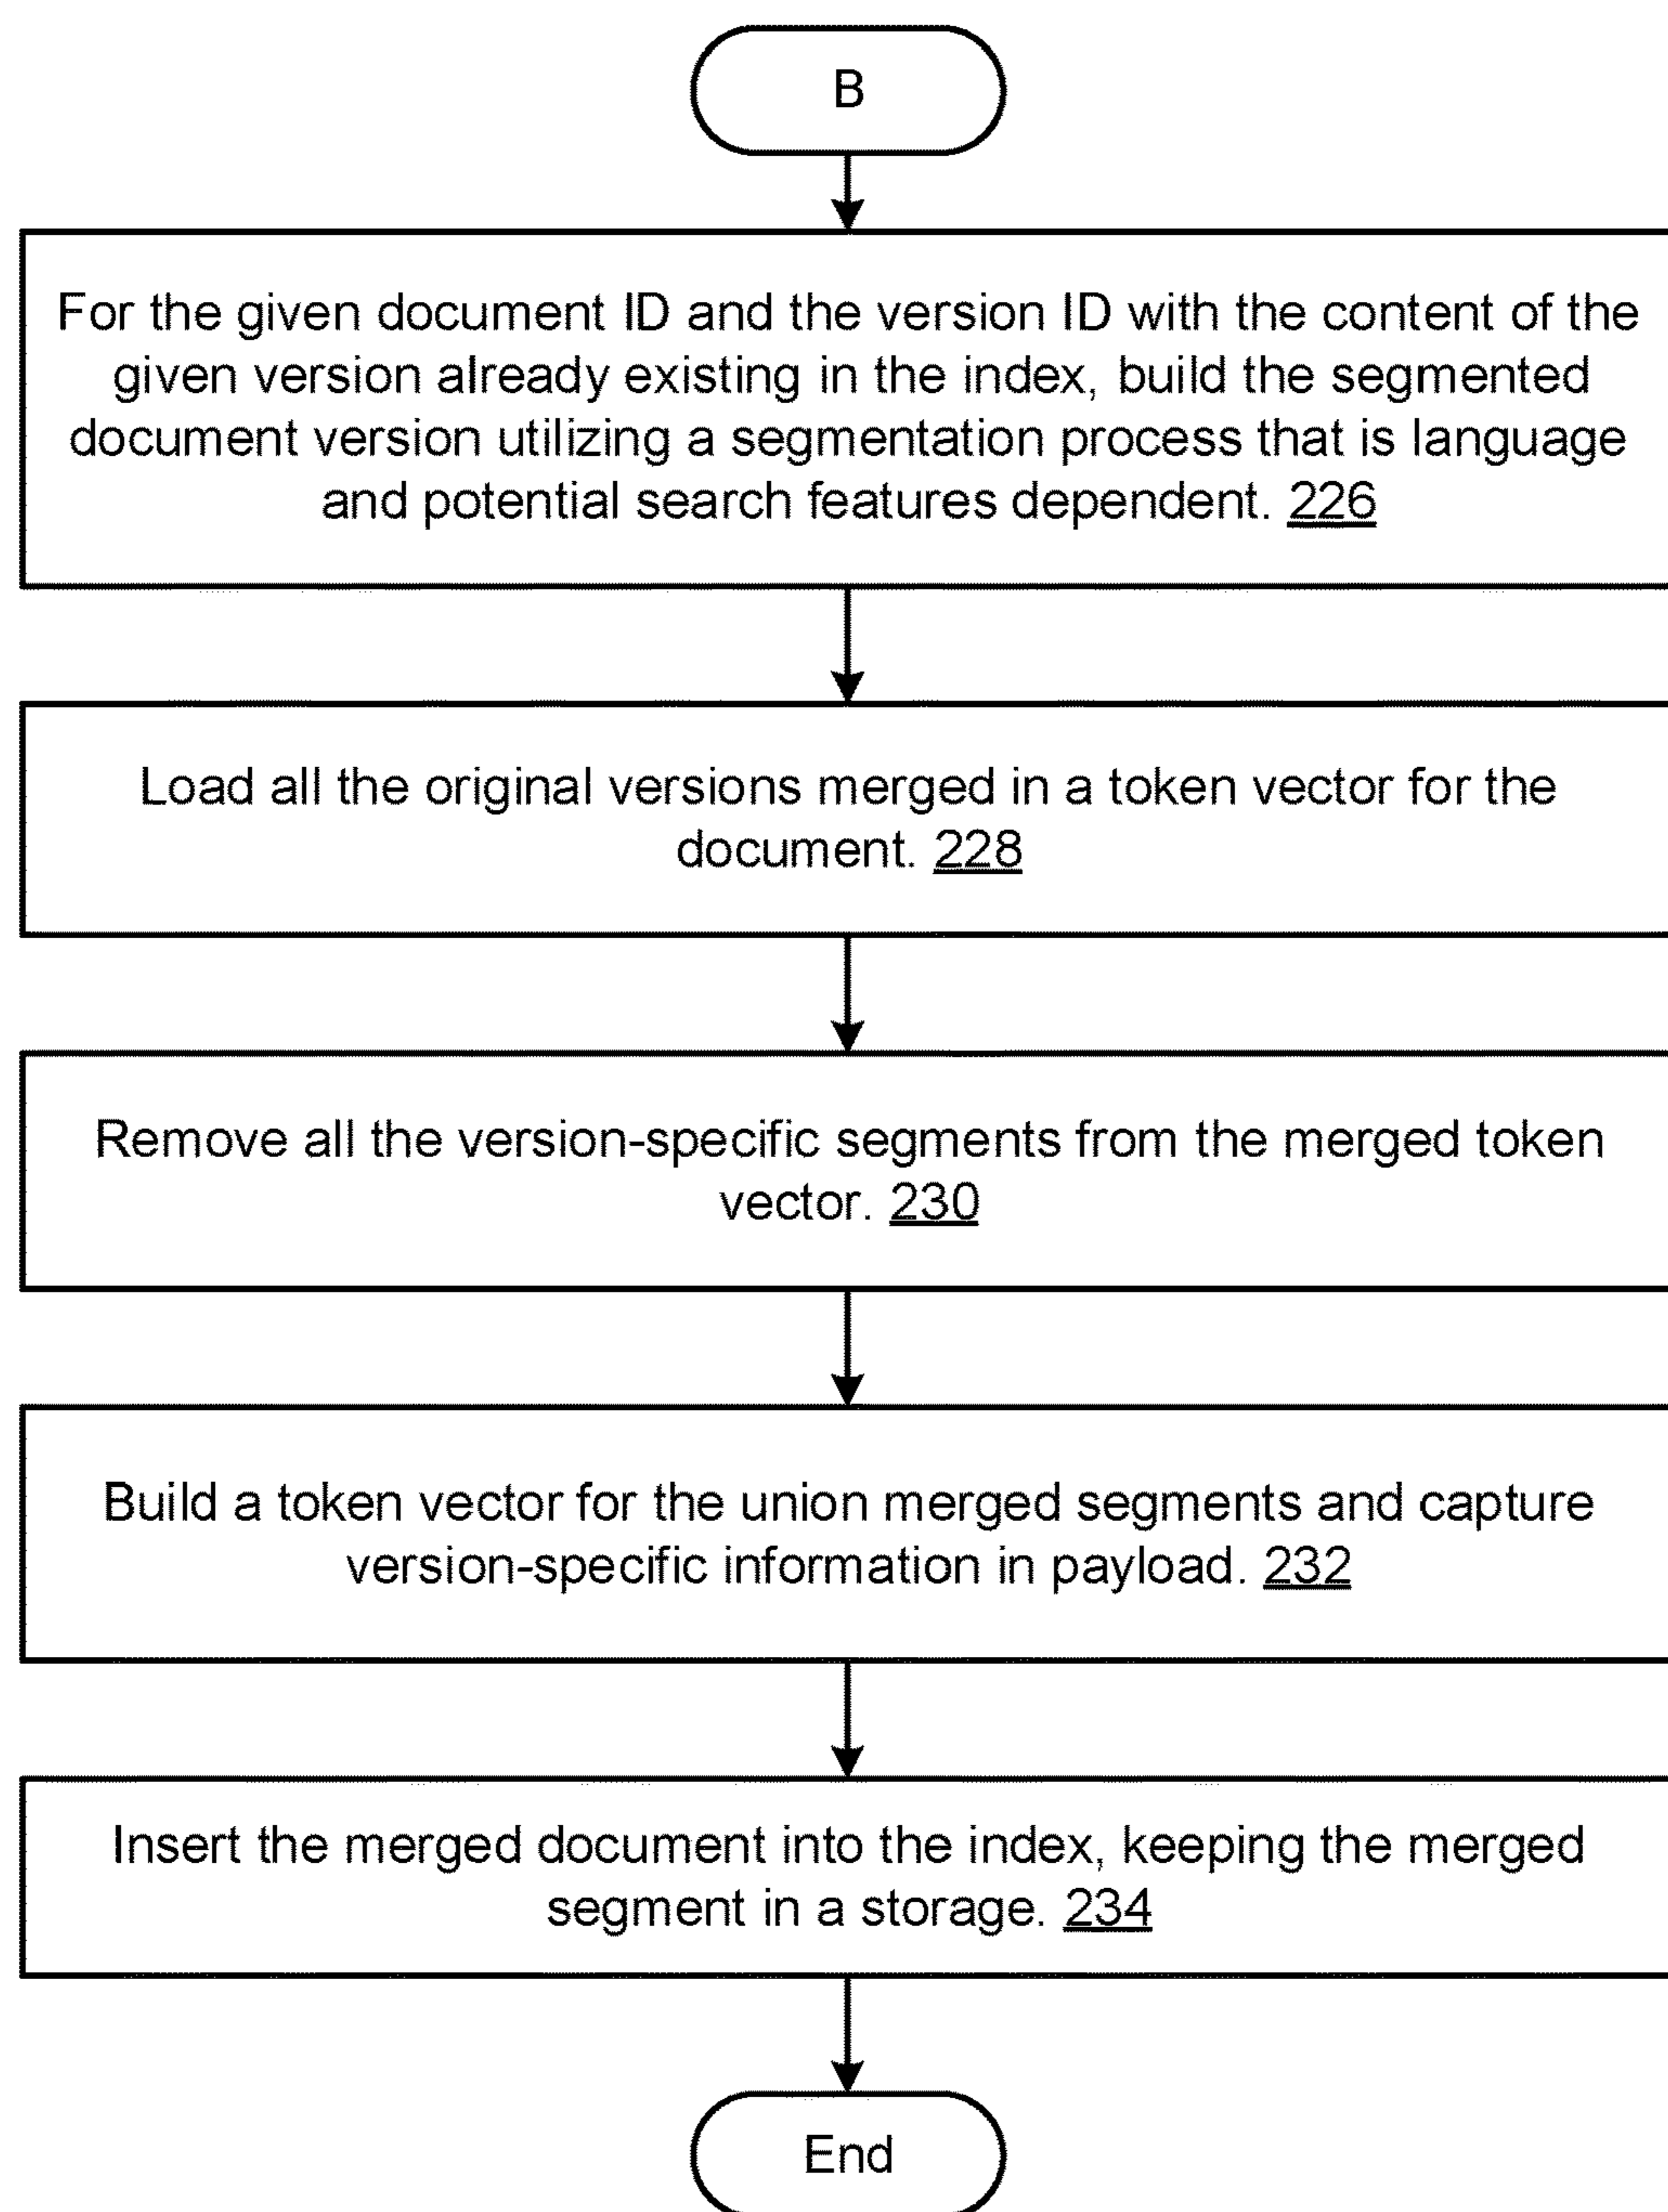 B
For the given document ID and the version ID with the content of the
given version already existing in the index, build the segmented
document version utilizing a segmentation process that is language
and potential search features dependent. 226
Load all the original versions merged in a token vector for the
document. 228
Remove all the version-specific segments from the merged token
vector. 230
Build a token vector for the union merged segments and capture
version-specific information in payload. 232
Insert the merged document into the index, keeping the merged
segment in a storage. 234
End